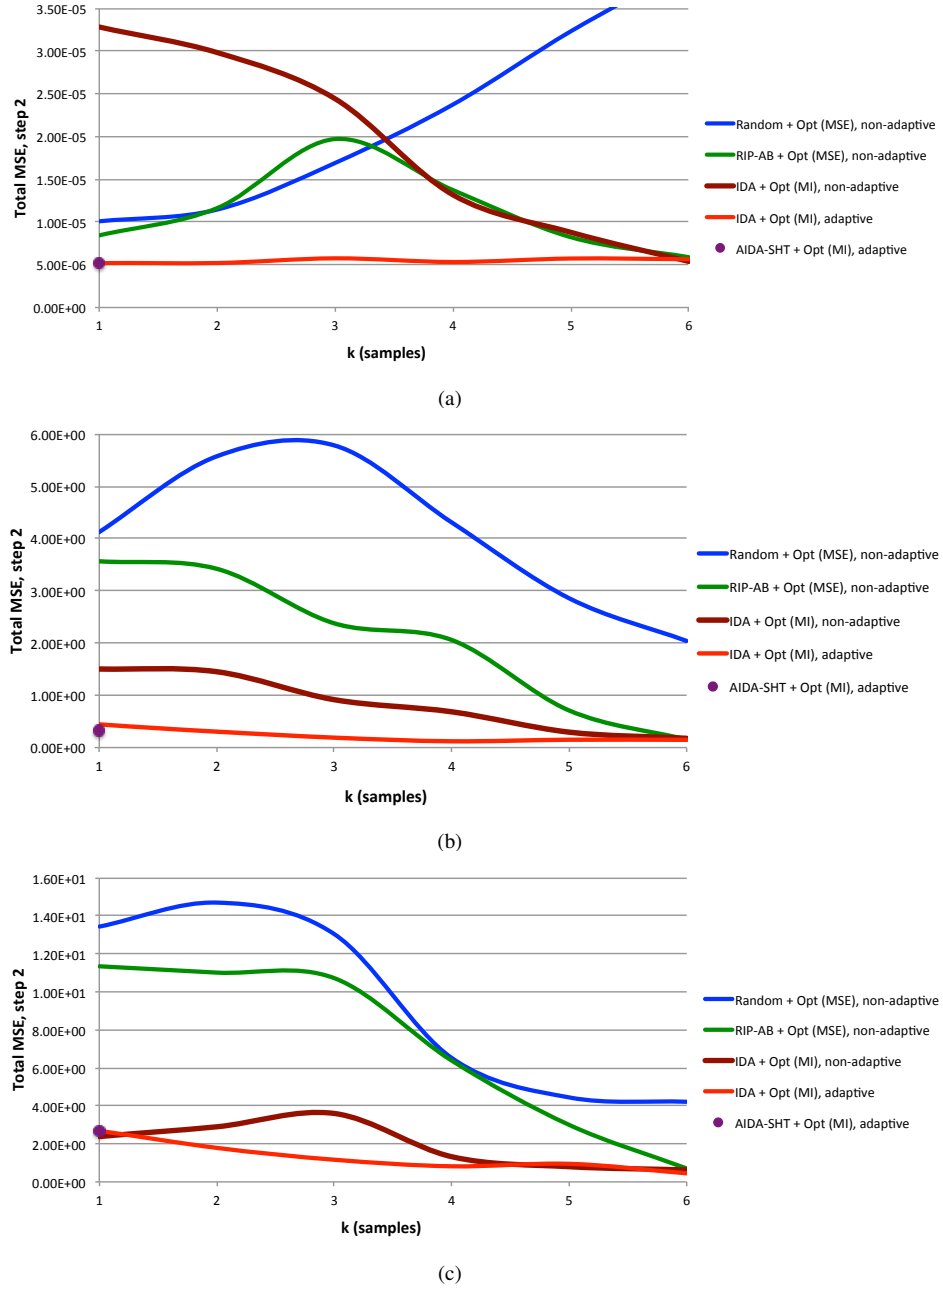 3.50E-05
3.00E-05
2.50E-05
2.00E-05
1.50E-05
1.00E-05
5.00E-06
0.00E+00
Total MSE, step 2
1 2 3 4 5 6
k (samples)
Random + Opt (MSE), non-adaptive
RIP-AB + Opt (MSE), non-adaptive
IDA + Opt (MI), non-adaptive
IDA + Opt (MI), adaptive
AIDA-SHT + Opt (MI), adaptive
(a)
6.00E+00
5.00E+00
4.00E+00
3.00E+00
2.00E+00
1.00E+00
0.00E+00
Total MSE, step 2
1 2 3 4 5 6
k (samples)
Random + Opt (MSE), non-adaptive
RIP-AB + Opt (MSE), non-adaptive
IDA + Opt (MI), non-adaptive
IDA + Opt (MI), adaptive
AIDA-SHT + Opt (MI), adaptive
(b)
1.60E+01
1.40E+01
1.20E+01
1.00E+01
8.00E+00
6.00E+00
4.00E+00
2.00E+00
0.00E+00
Total MSE, step 2
1 2 3 4 5 6
k (samples)
Random + Opt (MSE), non-adaptive
RIP-AB + Opt (MSE), non-adaptive
IDA + Opt (MI), non-adaptive
IDA + Opt (MI), adaptive
AIDA-SHT + Opt (MI), adaptive
(c)